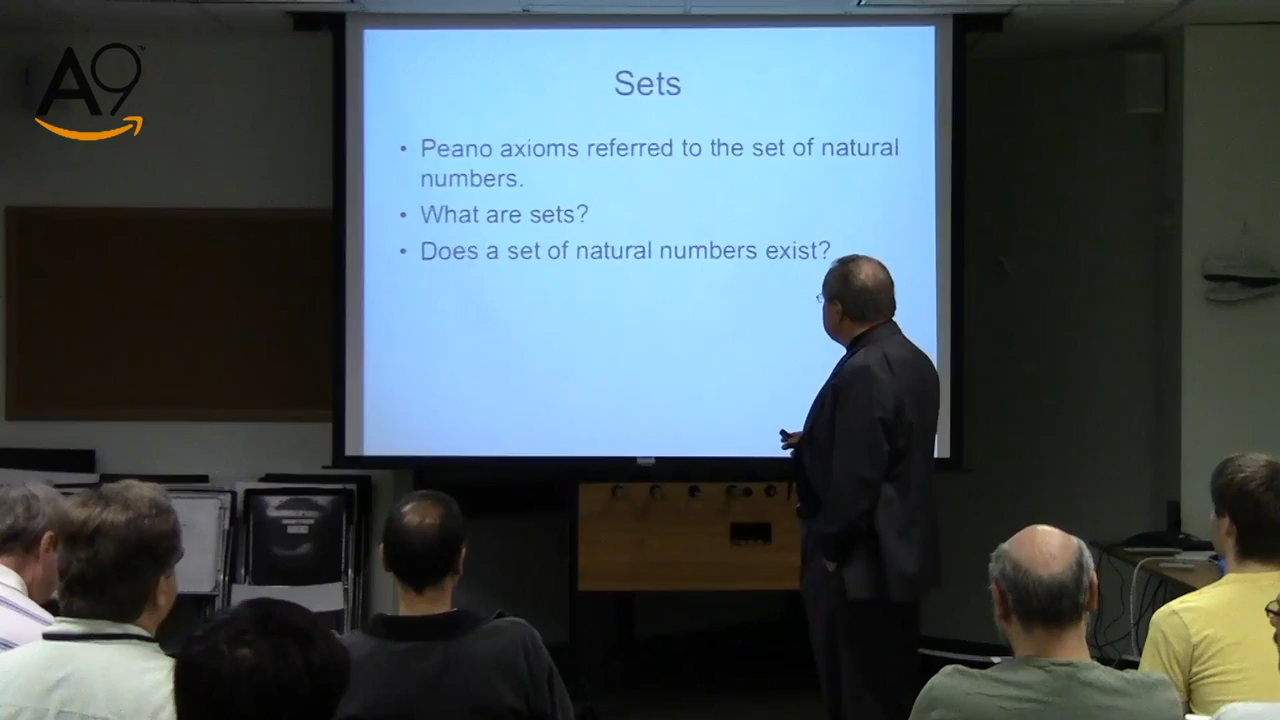 A9™
Sets
• Peano axioms referred to the set of natural
numbers.
• What are sets?
• Does a set of natural numbers exist?